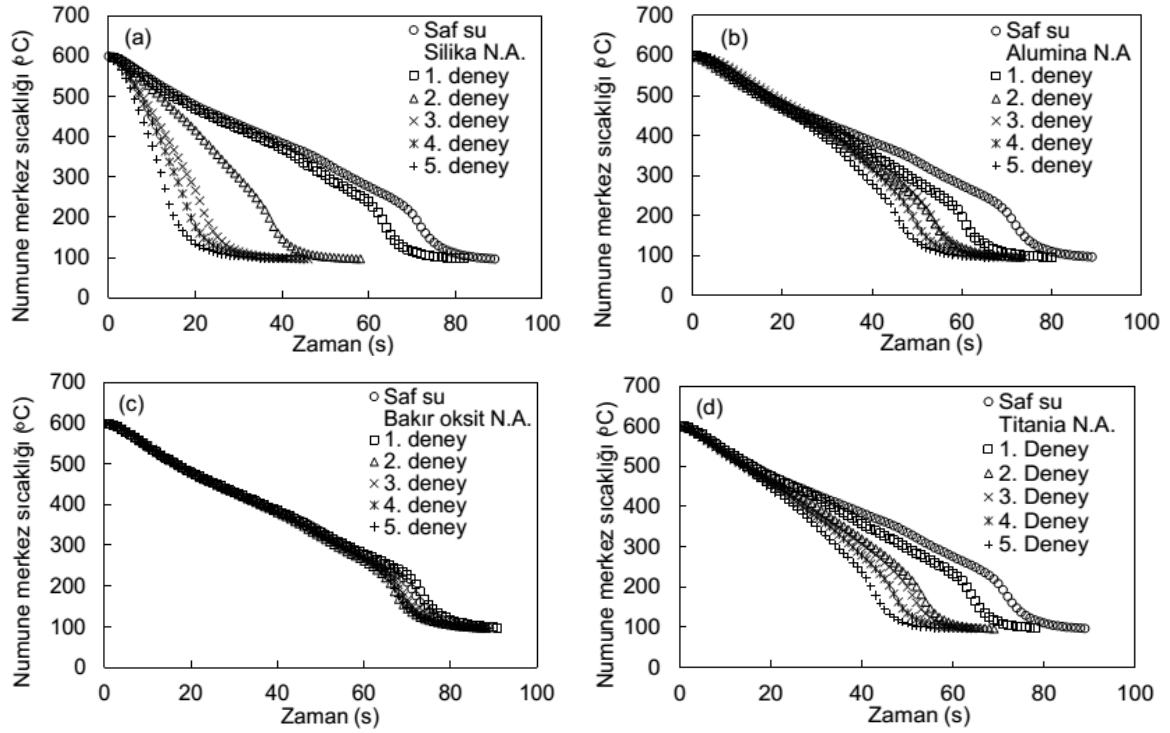 700
600
500
400
300
200
100
0
Numune merkez sıcaklığı (°C)
(a)
Saf su
Silika N.A.
1. deney
2. deney
3. deney
4. deney
5. deney
0 20 40 60 80 100
Zaman (s)
700
600
500
400
300
200
100
0
Numune merkez sıcaklığı (°C)
(b)
Saf su
Alumina N.A
1. deney
2. deney
3. deney
4. deney
5. deney
0 20 40 60 80 100
Zaman (s)
700
600
500
400
300
200
100
0
Numune merkez sıcaklığı (°C)
(c)
Saf su
Bakır oksit N.A.
1. deney
2. deney
3. deney
4. deney
5. deney
0 20 40 60 80 100
Zaman (s)
700
600
500
400
300
200
100
0
Numune merkez sıcaklığı (°C)
(d)
Saf su
Titania N.A.
1. Deney
2. Deney
3. Deney
4. Deney
5. Deney
0 20 40 60 80 100
Zaman (s)